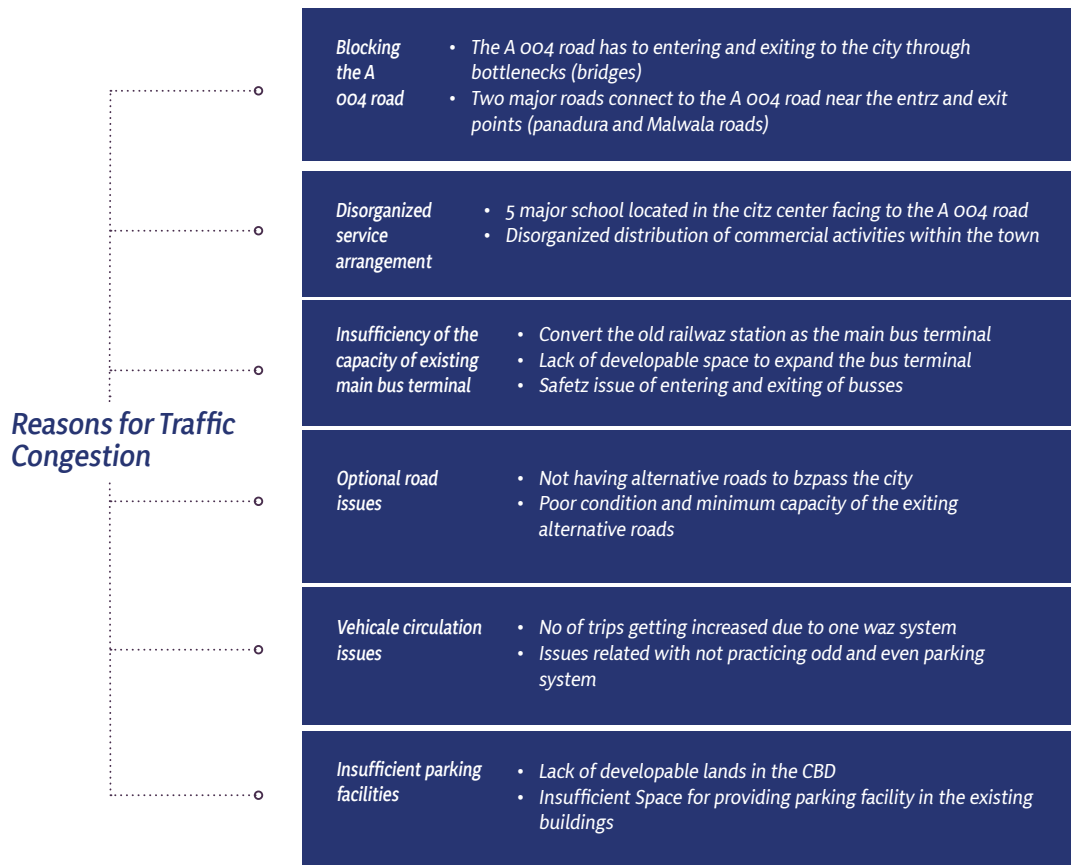 Reasons for Traffic
Congestion
Blocking
the A
004 road
• The A 004 road has to entering and exiting to the city through
bottlenecks (bridges)
• Two major roads connect to the A 004 road near the entrz and exit
points (panadura and Malwala roads)
Disorganized
service
arrangement
• 5 major school located in the citz center facing to the A 004 road
• Disorganized distribution of commercial activities within the town
Insufficiency of the
capacity of existing
main bus terminal
• Convert the old railwaz station as the main bus terminal
• Lack of developable space to expand the bus terminal
• Safetz issue of entering and exiting of busses
Optional road
issues
• Not having alternative roads to bzpass the city
• Poor condition and minimum capacity of the exiting
alternative roads
Vehicale circulation
issues
• No of trips getting increased due to one waz system
• Issues related with not practicing odd and even parking
system
Insufficient parking
facilities
• Lack of developable lands in the CBD
• Insufficient Space for providing parking facility in the existing
buildings